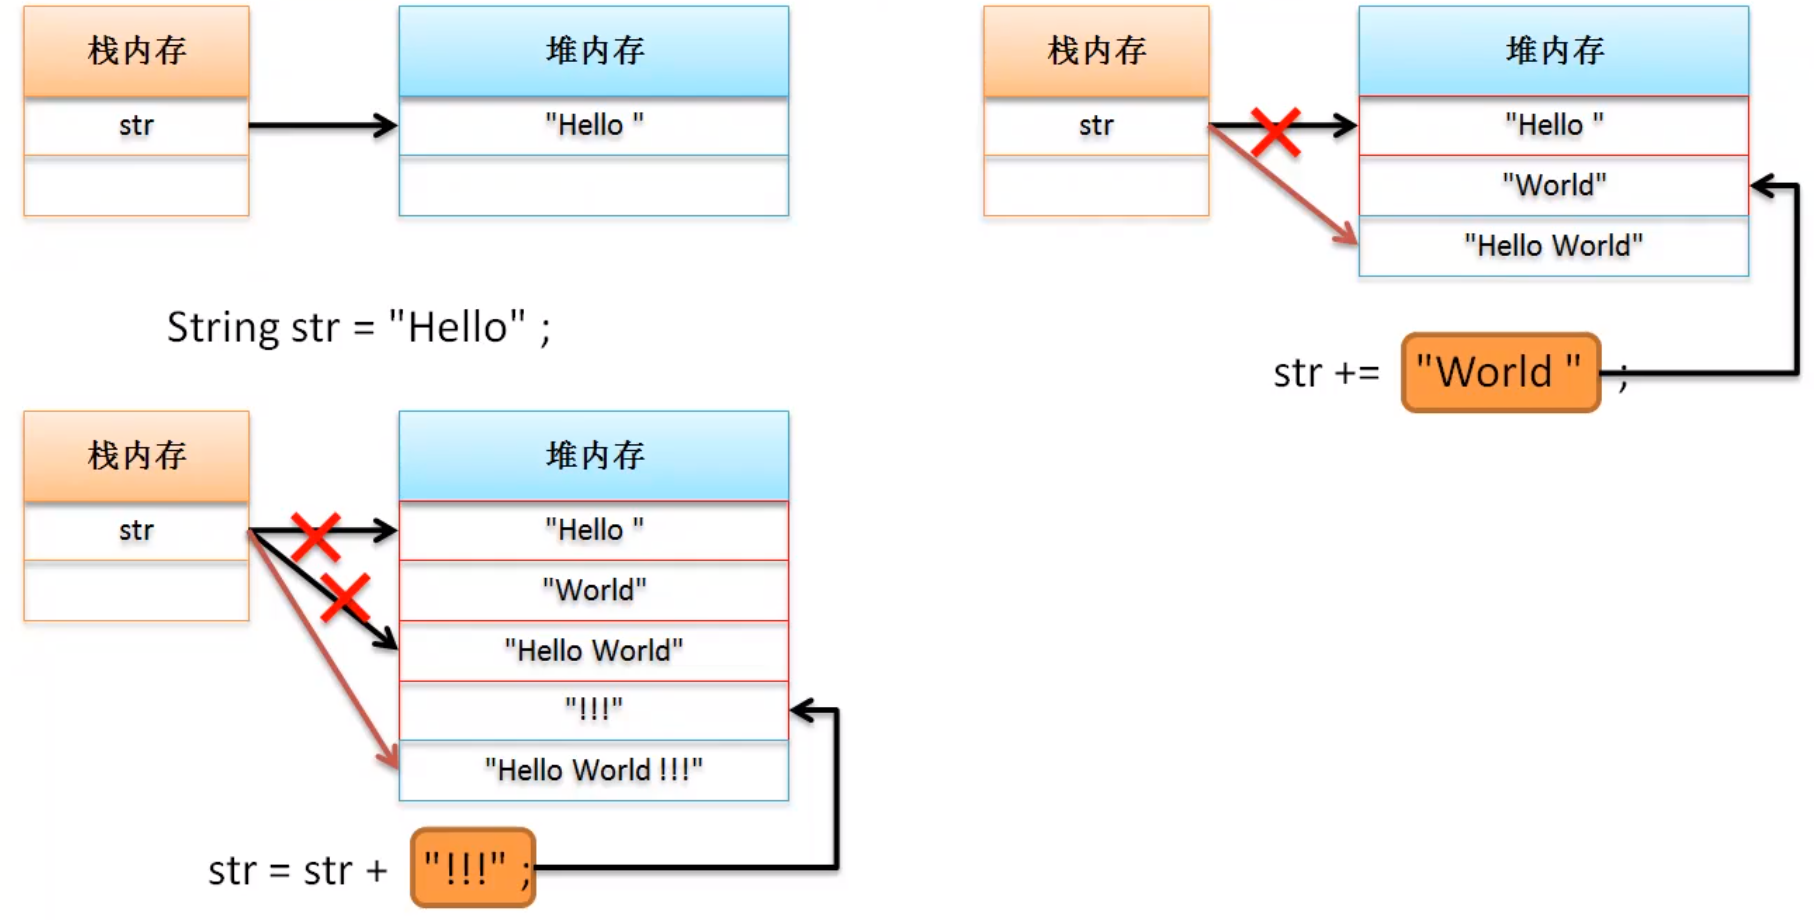 栈内存
堆内存
str
"Hello "
String str = "Hello" ;
栈内存
堆内存
str
"Hello "
"World"
"Hello World"
str += "World " ;
栈内存
堆内存
str
"Hello "
"World"
"Hello World"
"!!!"
"Hello World !!!"
str = str + "!!!" ;